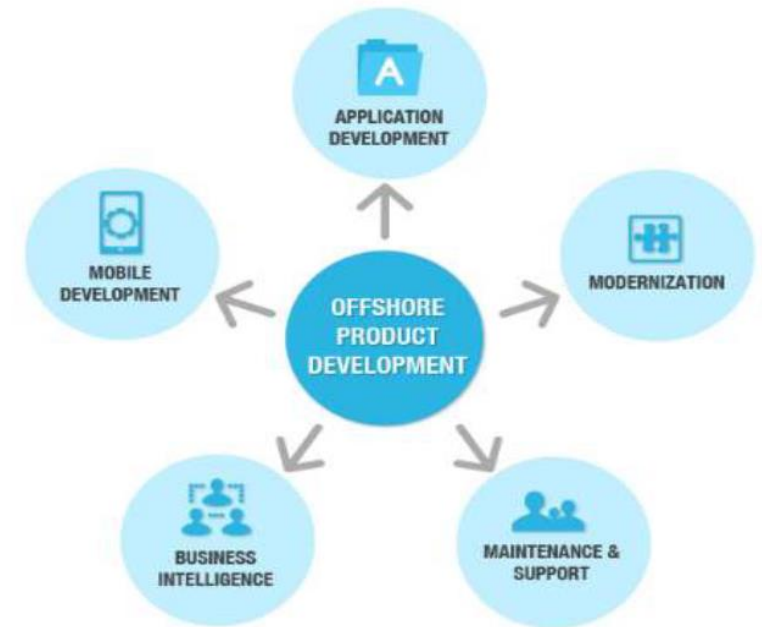 A
APPLICATION
DEVELOPMENT
MOBILE
DEVELOPMENT
MODERNIZATION
OFFSHORE
PRODUCT
DEVELOPMENT
BUSINESS
INTELLIGENCE
MAINTENANCE &
SUPPORT